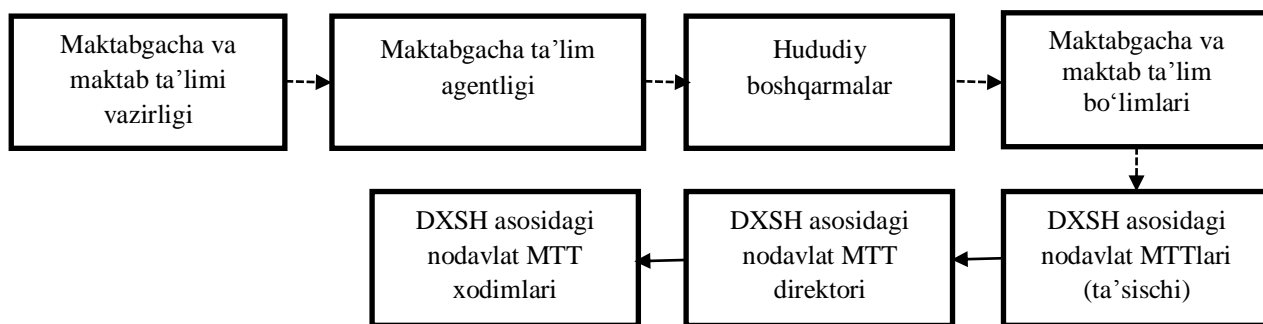 Maktabgacha va
maktab ta’limi
vazirligi
Maktabgacha ta’lim
agentligi
Hududiy
boshqarmalar
Maktabgacha va
maktab ta’lim
bo‘limlari
DXSH asosidagi
nodavlat MTTlari
(ta’sischi)
DXSH asosidagi
nodavlat MTT
direktori
DXSH asosidagi
nodavlat MTT
xodimlari